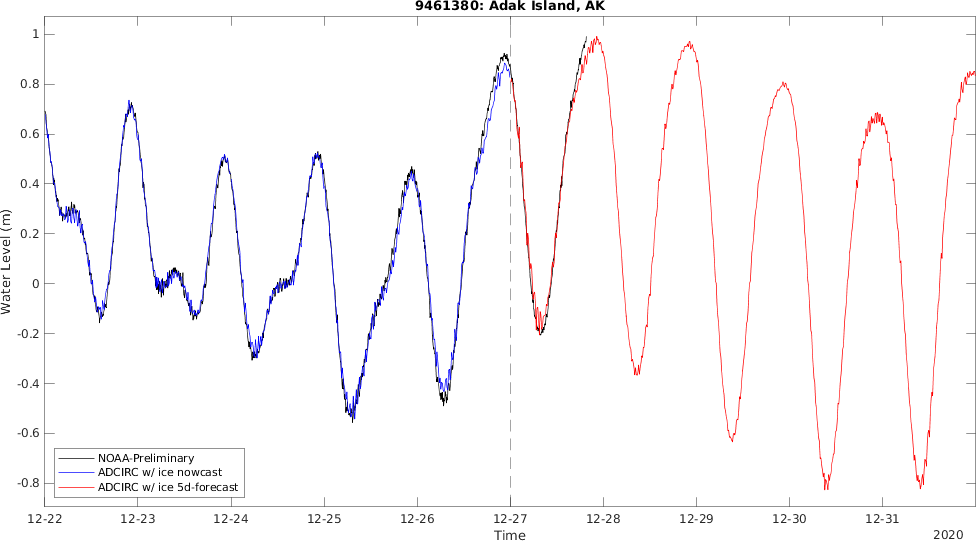 9461380: Adak Island, AK
Water Level (m)
1
0.8
0.6
0.4
0.2
0
-0.2
-0.4
-0.6
-0.8
NOAA-Preliminary
ADCIRC w/ ice nowcast
ADCIRC w/ ice 5d-forecast
12-22 12-23 12-24 12-25 12-26 12-27 12-28 12-29 12-30 12-31
Time
2020